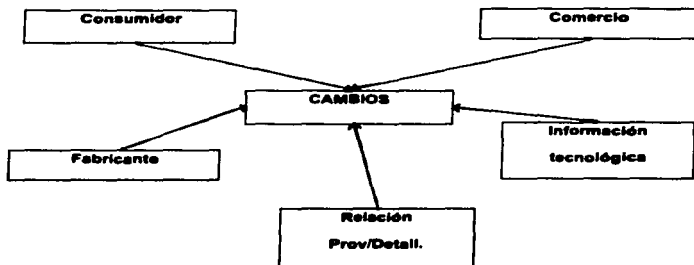 Consumidor
Comercio
CAMBIOS
Información
tecnológica
Fabricante
Relación
Prov/Detall.